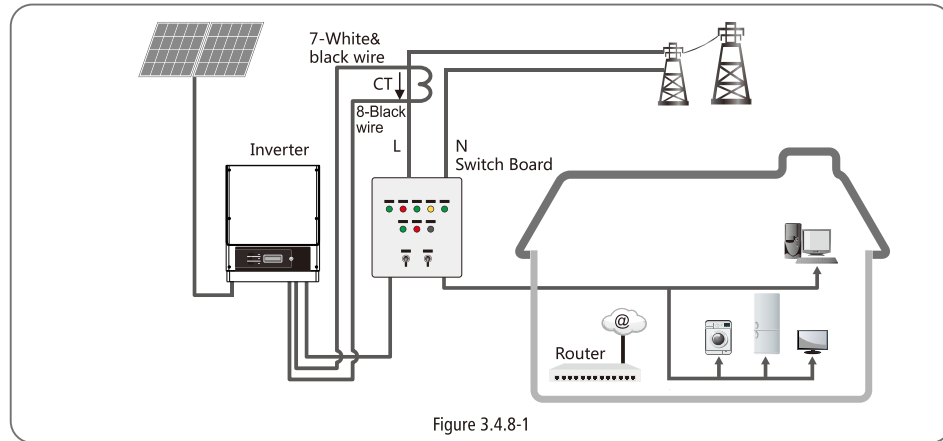 7-White&
black wire
CT
8-Black
wire
Inverter
L
N
Switch Board
@
Router
Figure 3.4.8-1